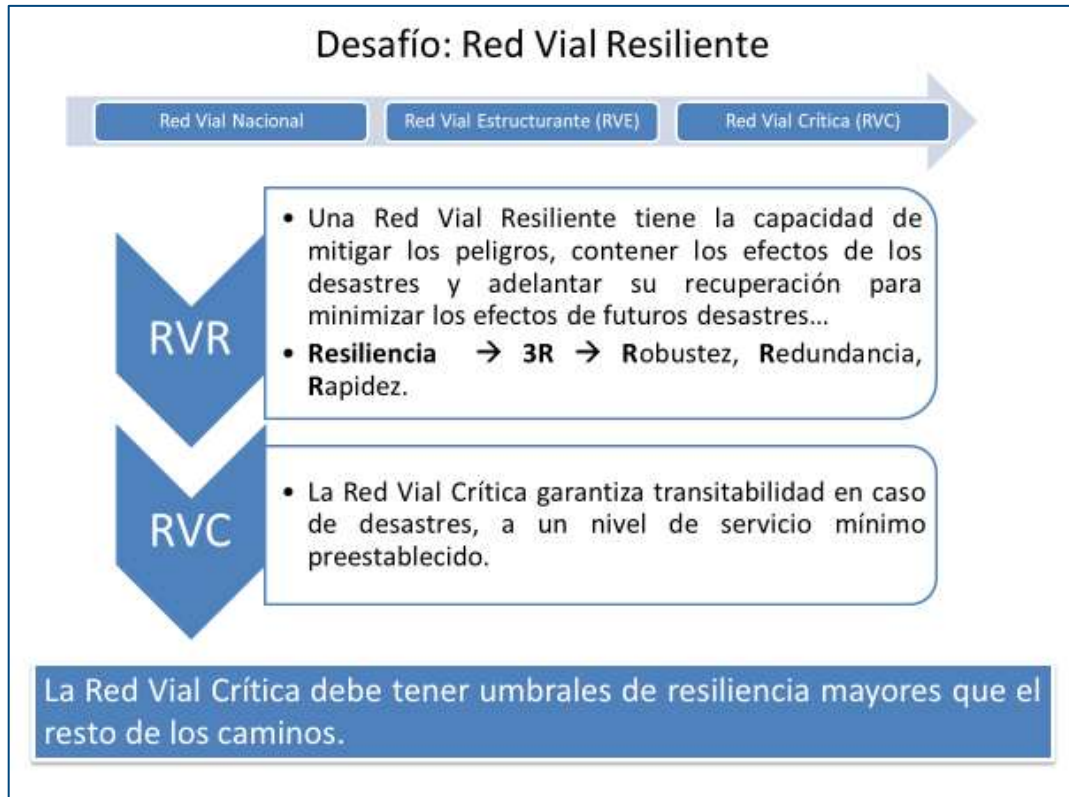 Desafío: Red Vial Resiliente
Red Vial Nacional
Red Vial Estructurante (RVE)
Red Vial Crítica (RVC)
RVR
• Una Red Vial Resiliente tiene la capacidad de
mitigar los peligros, contener los efectos de los
desastres y adelantar su recuperación para
minimizar los efectos de futuros desastres...
• Resiliencia → 3R → Robustez, Redundancia,
Rapidez.
RVC
• La Red Vial Crítica garantiza transitabilidad en caso
de desastres, a un nivel de servicio mínimo
preestablecido.
La Red Vial Crítica debe tener umbrales de resiliencia mayores que el
resto de los caminos.